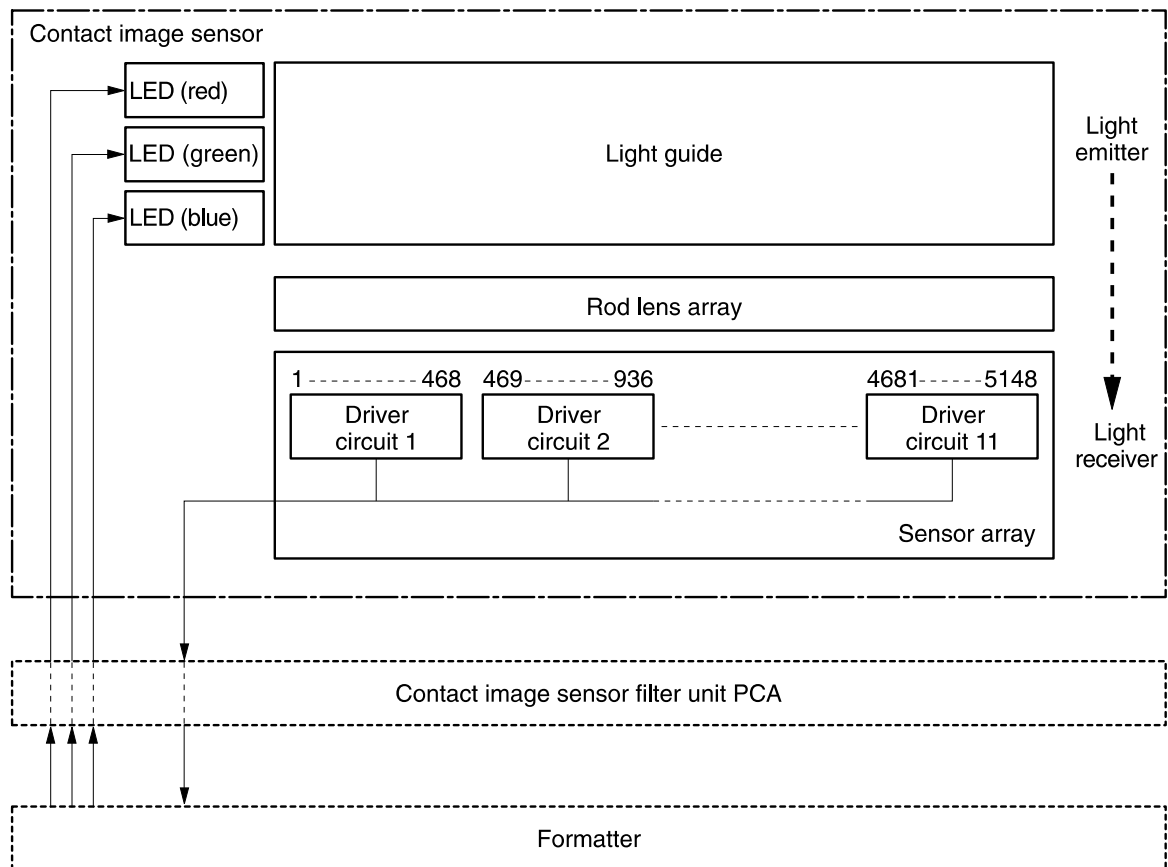 Contact image sensor
LED (red)
LED (green)
LED (blue)
Light guide
Light
emitter
Rod lens array
1 468 469 936 4681 5148
Driver
circuit 1
Driver
circuit 2
Driver
circuit 11
Light
receiver
Sensor array
Contact image sensor filter unit PCA
Formatter